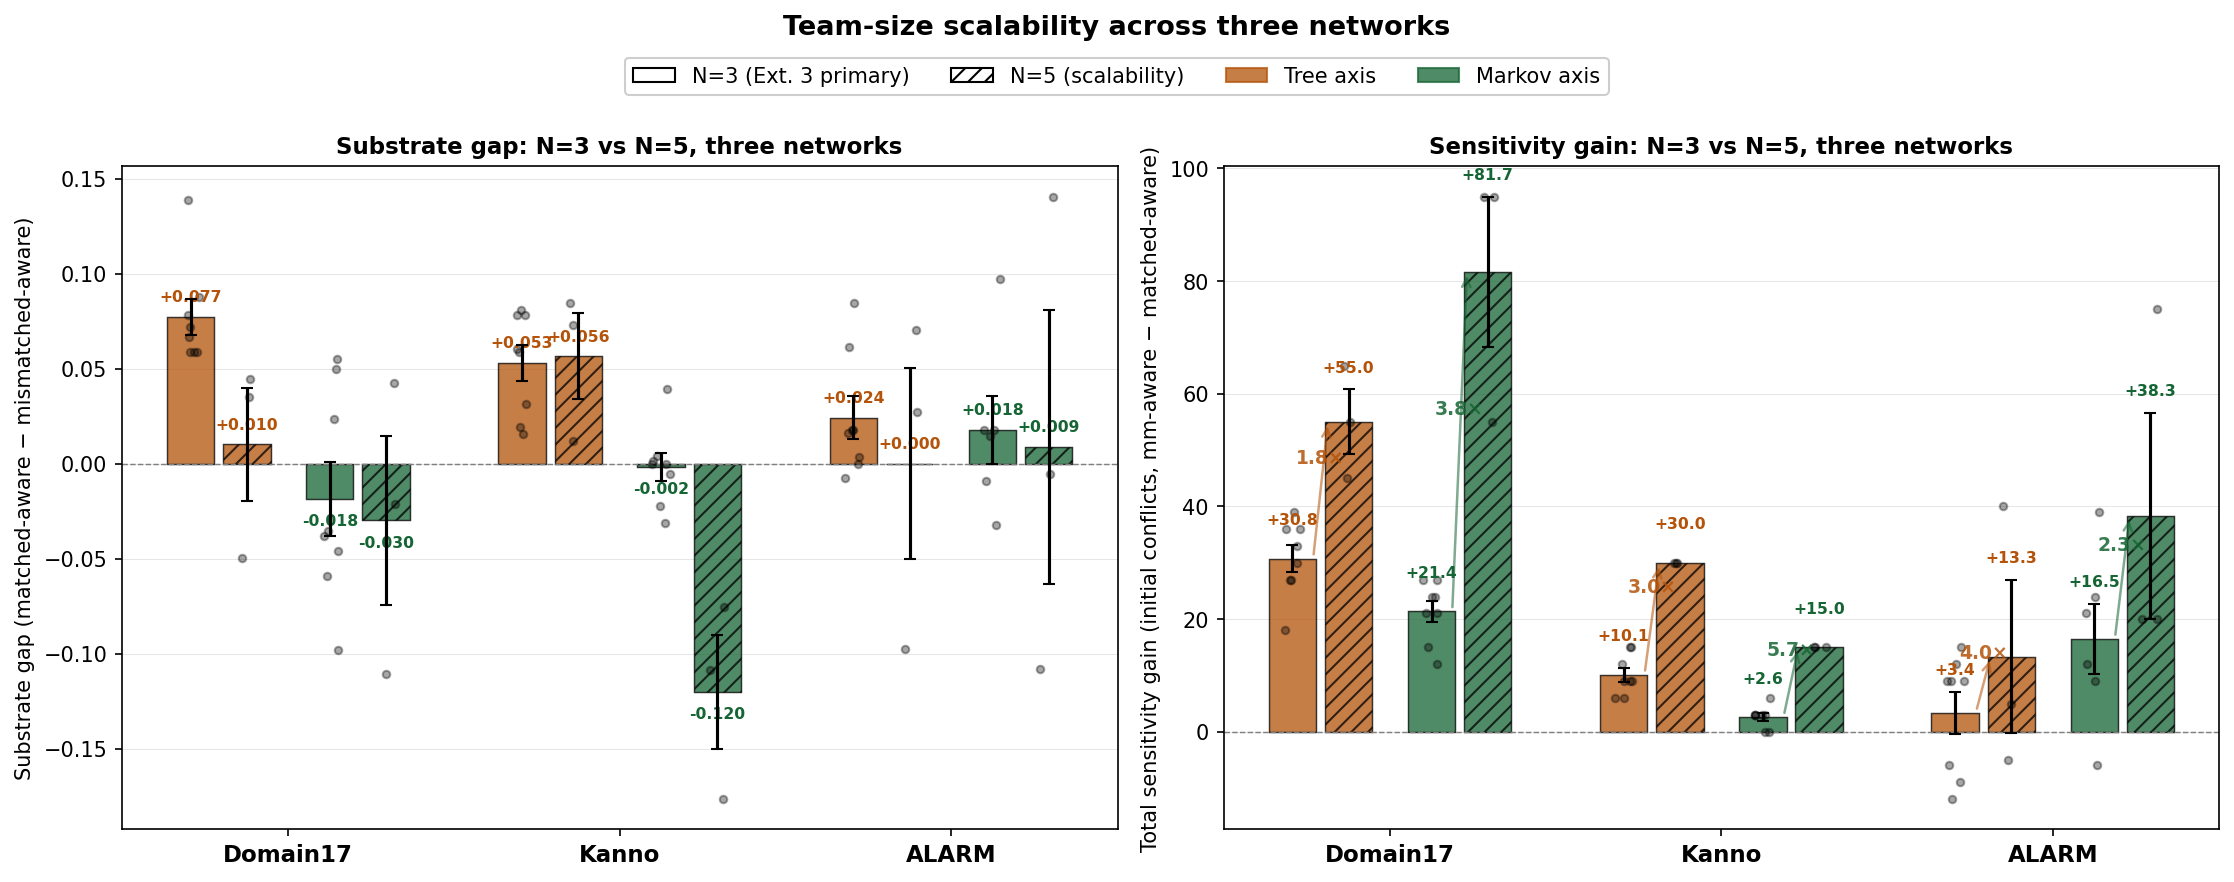 Team-size scalability across three networks
N=3 (Ext. 3 primary)
N=5 (scalability)
Tree axis
Markov axis
Substrate gap: N=3 vs N=5, three networks
Substrate gap (matched-aware − mismatched-aware)
0.15
0.10
0.05
0.00
−0.05
−0.10
−0.15
+0.077
+0.010
-0.018
-0.030
+0.053
+0.056
-0.002
-0.120
+0.024
+0.000
+0.018
+0.009
Domain17
Kanno
ALARM
Sensitivity gain: N=3 vs N=5, three networks
Total sensitivity gain (initial conflicts, mm-aware − matched-aware)
100
80
60
40
20
0
+30.8
1.8×
+55.0
+21.4
3.8×
+81.7
+10.1
3.0×
+30.0
+2.6
5.7×
+15.0
+3.4
4.0×
+13.3
+16.5
2.3×
+38.3
Domain17
Kanno
ALARM